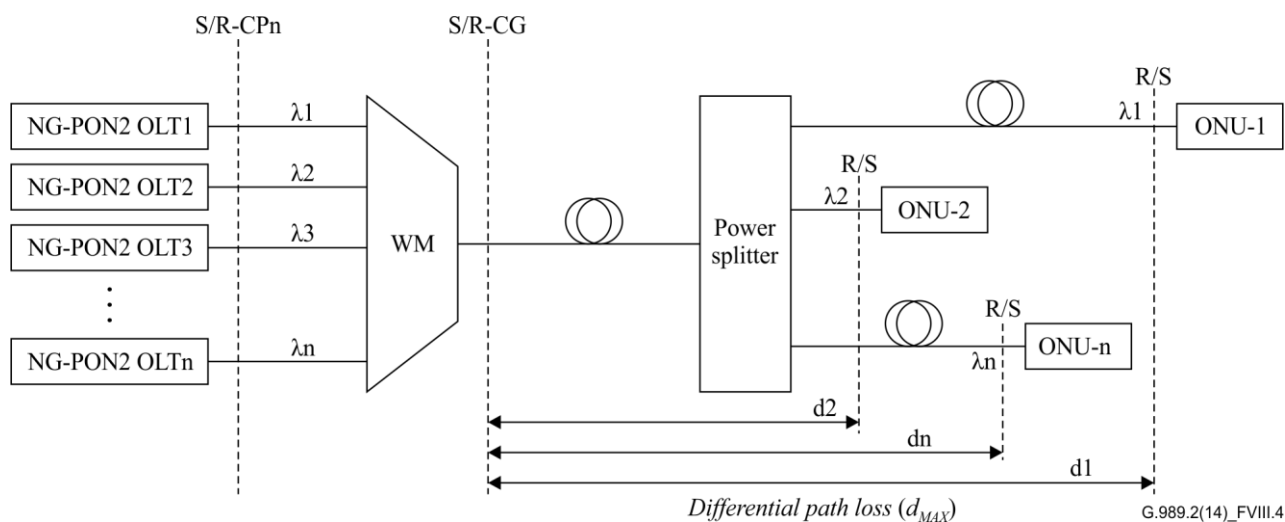 S/R-CPn
S/R-CG
R/S
NG-PON2 OLT1
λ1
λ1
ONU-1
R/S
NG-PON2 OLT2
λ2
λ2
ONU-2
NG-PON2 OLT3
λ3
WM
Power
splitter
R/S
NG-PON2 OLTn
λn
λn
ONU-n
d2
dn
d1
Differential path loss (dMAX)
G.989.2(14)_FVIII.4